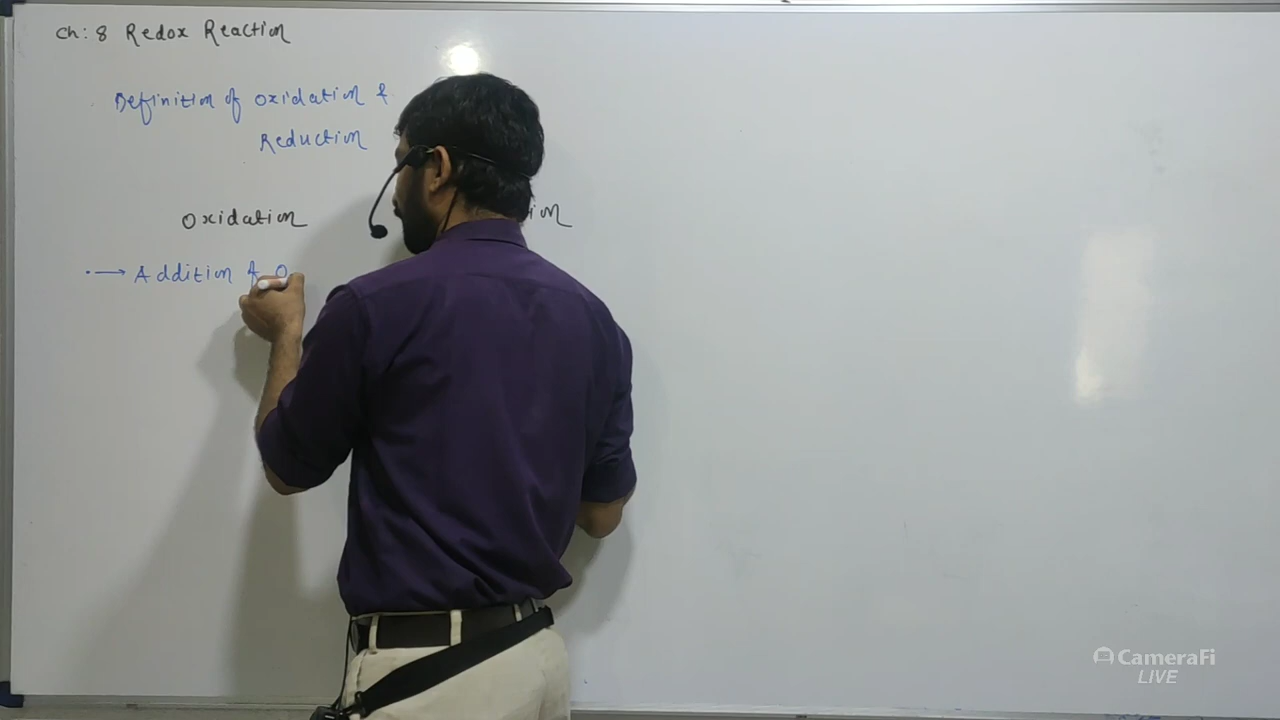 Ch: 8 Redox Reaction
Definition of oxidation &
Reduction
Oxidation
Addition of O
CameraFi
LIVE